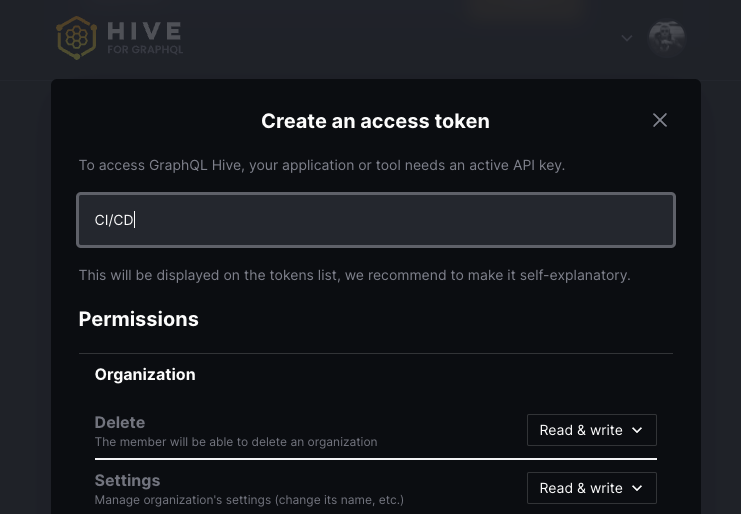 HIVE
FOR GRAPHQL
Create an access token
To access GraphQL Hive, your application or tool needs an active API key.
CI/CD
This will be displayed on the tokens list, we recommend to make it self-explanatory.
Permissions
Organization
Delete
Read & write
The member will be able to delete an organization
Settings
Read & write
Manage organization's settings (change its name, etc.)